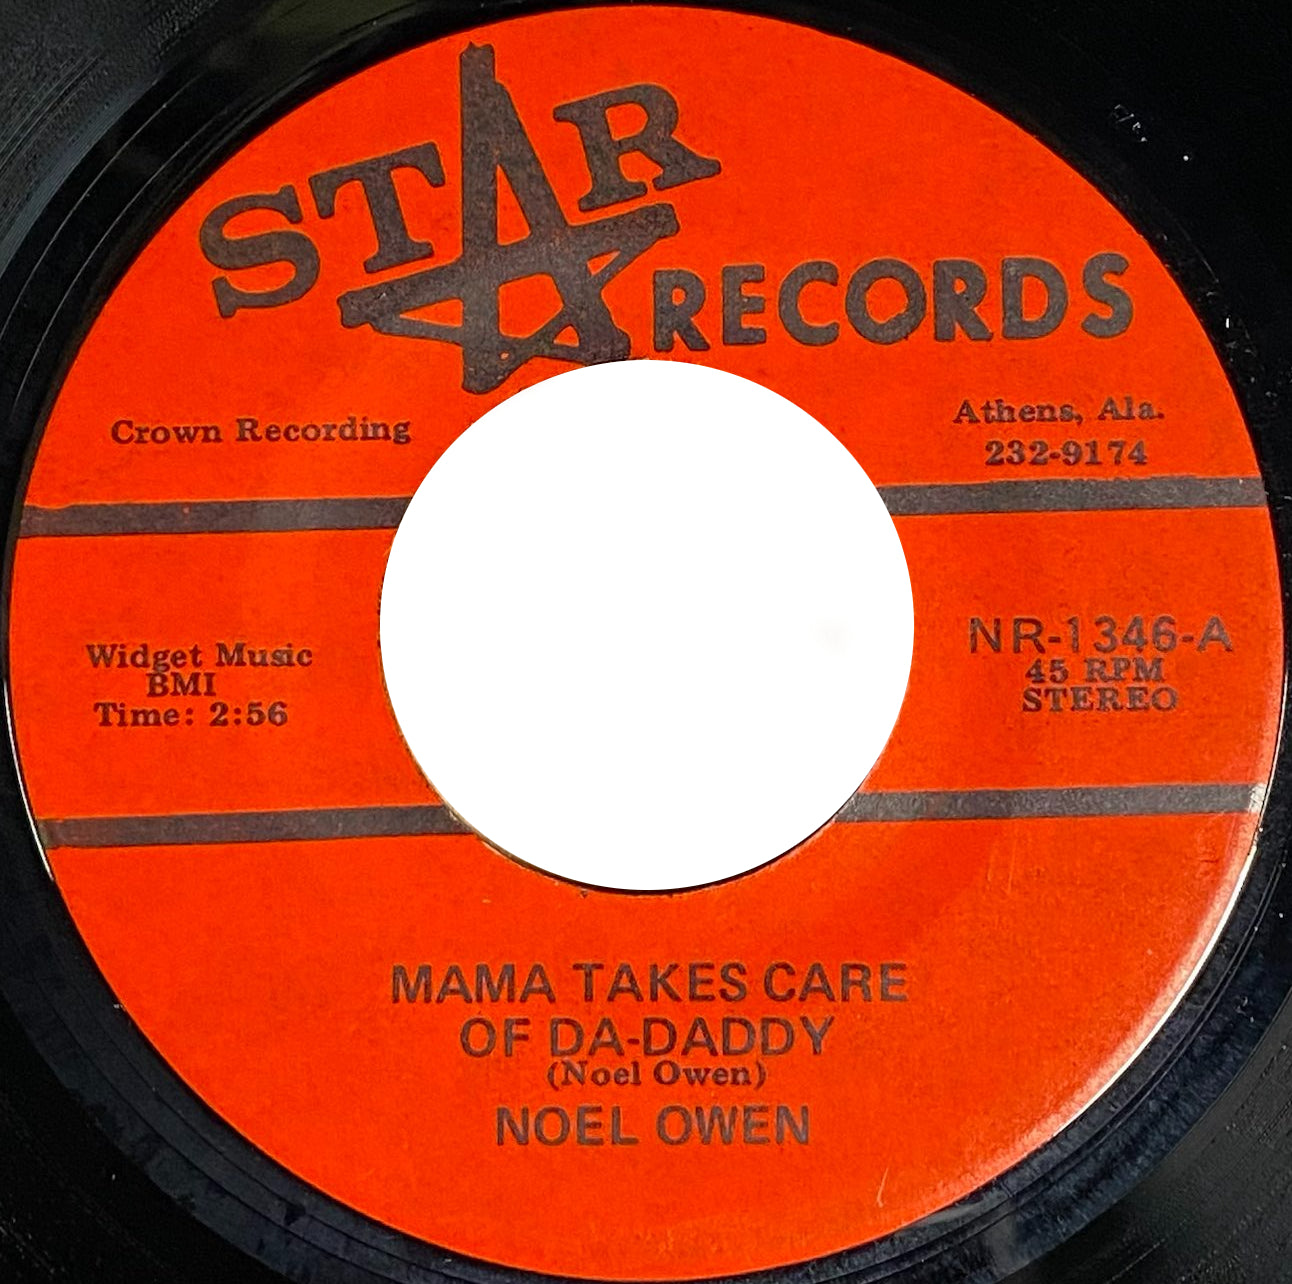 STAR
RECORDS
Crown Recording
Athens, Ala.
232-9174
Widget Music
BMI
Time: 2:56
NR-1346-A
45 RPM
STEREO
MAMA TAKES CARE
OF DA-DADDY
(Noel Owen)
NOEL OWEN